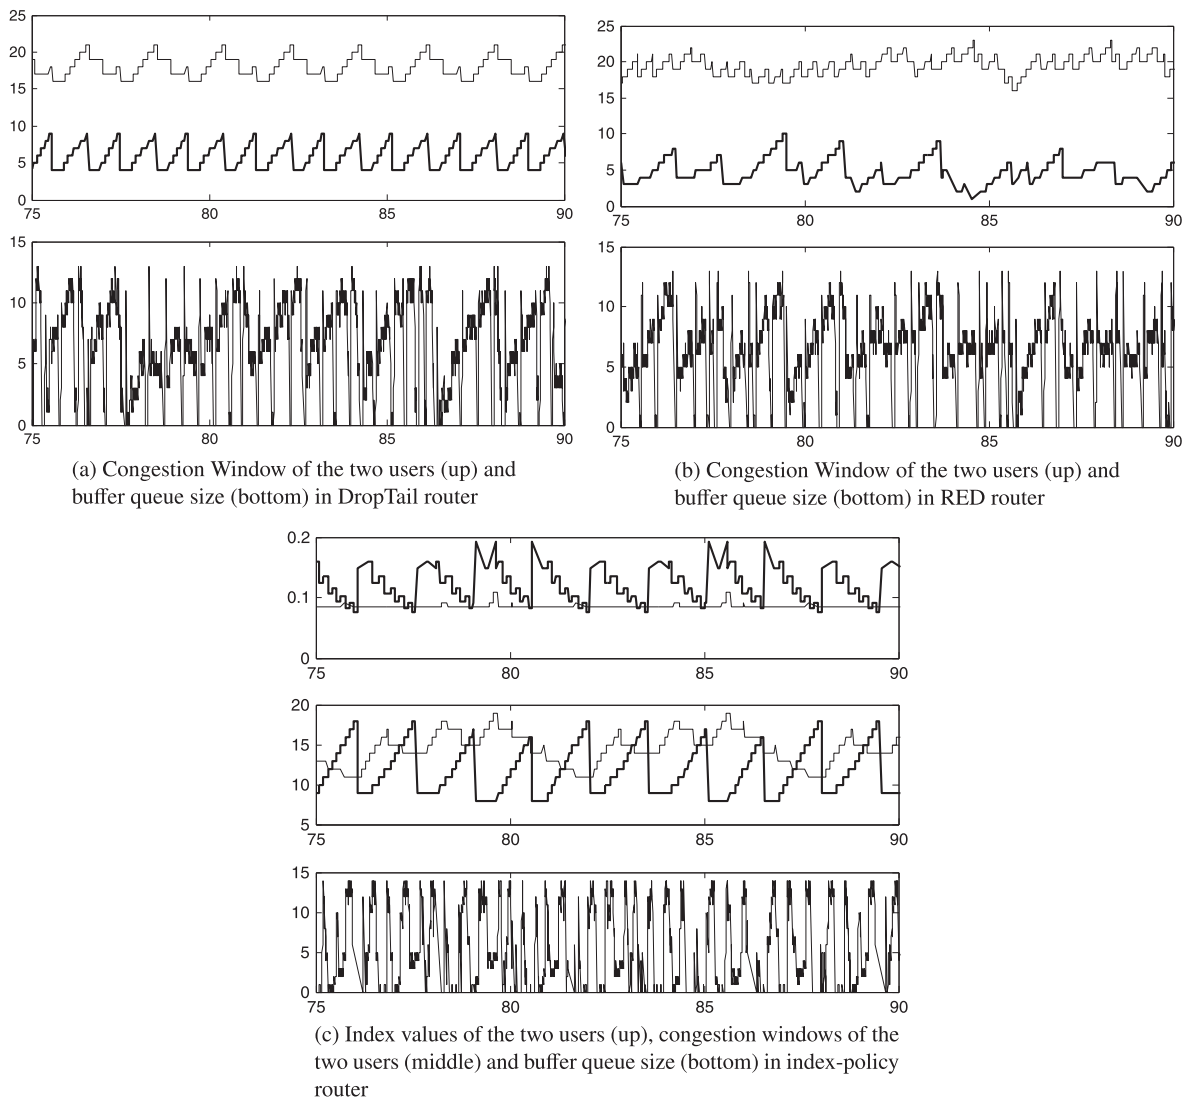 25
20
15
10
5
0
75 80 85 90
15
10
5
0
75 80 85 90
(a) Congestion Window of the two users (up) and
buffer queue size (bottom) in DropTail router
25
20
15
10
5
0
75 80 85 90
15
10
5
0
75 80 85 90
(b) Congestion Window of the two users (up) and
buffer queue size (bottom) in RED router
0.2
0.1
0
75 80 85 90
20
15
10
5
75 80 85 90
15
10
5
0
75 80 85 90
(c) Index values of the two users (up), congestion windows of the
two users (middle) and buffer queue size (bottom) in index-policy
router